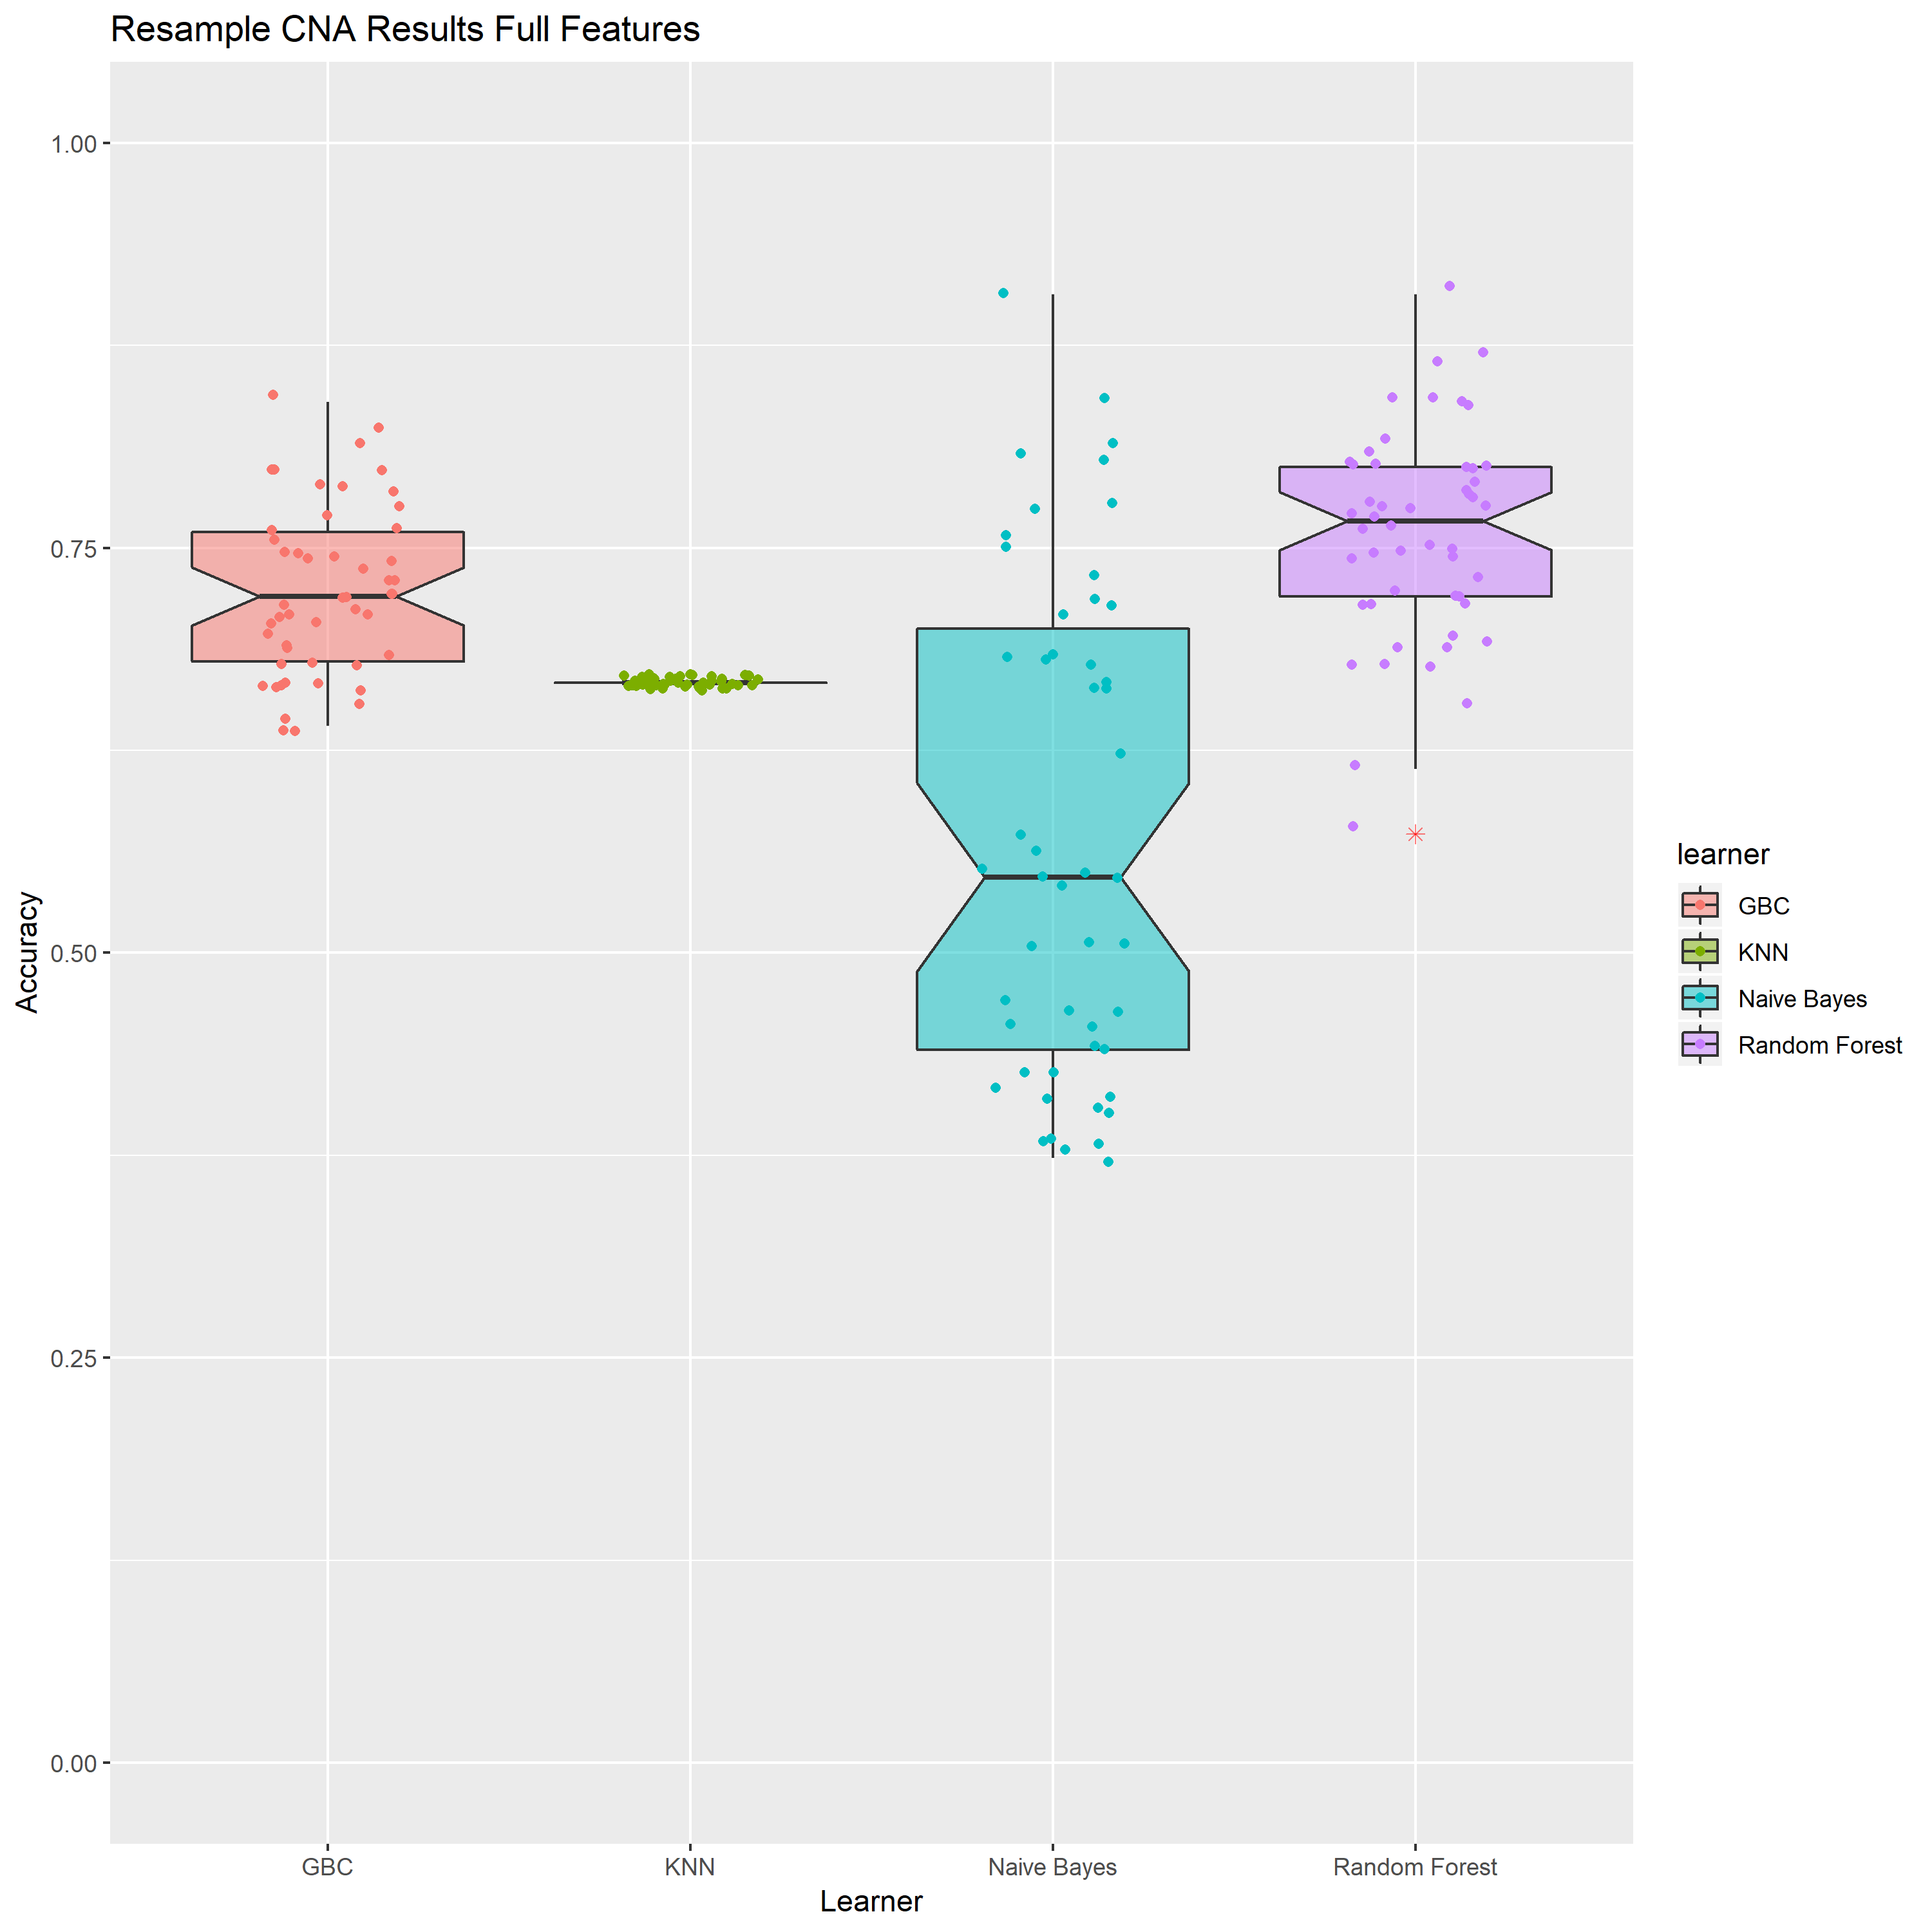 Resample CNA Results Full Features
1.00
0.75
0.50
0.25
0.00
Accuracy
GBC
KNN
Naive Bayes
Random Forest
Learner
learner
GBC
KNN
Naive Bayes
Random Forest